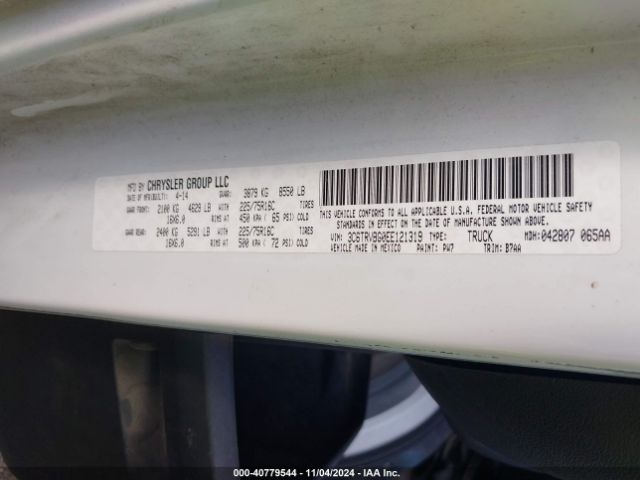 MFG BY CHRYSLER GROUP LLC
DATE OF MFR(BUILT): 4-14 GVWR: 3879 KG 8550 LB
GAWR FRONT: 2100 KG 4628 LB WITH 225/75R16C TIRES
16X6.0 RIMS AT 450 KPA ( 65 PSI) COLD
GAWR REAR: 2400 KG 5291 LB WITH 225/75R16C TIRES
16X6.0 RIMS AT 500 KPA ( 72 PSI) COLD
THIS VEHICLE CONFORMS TO ALL APPLICABLE U.S.A. FEDERAL MOTOR VEHICLE SAFETY
STANDARDS IN EFFECT ON THE DATE OF MANUFACTURE SHOWN ABOVE.
VIN: 3C6TRVBG0EE121319 TYPE: TRUCK MDH: 042807 065AA
VEHICLE MADE IN MEXICO PAINT: PW7 TRIM: B7AA
000-40779544 - 11/04/2024 - IAA Inc.